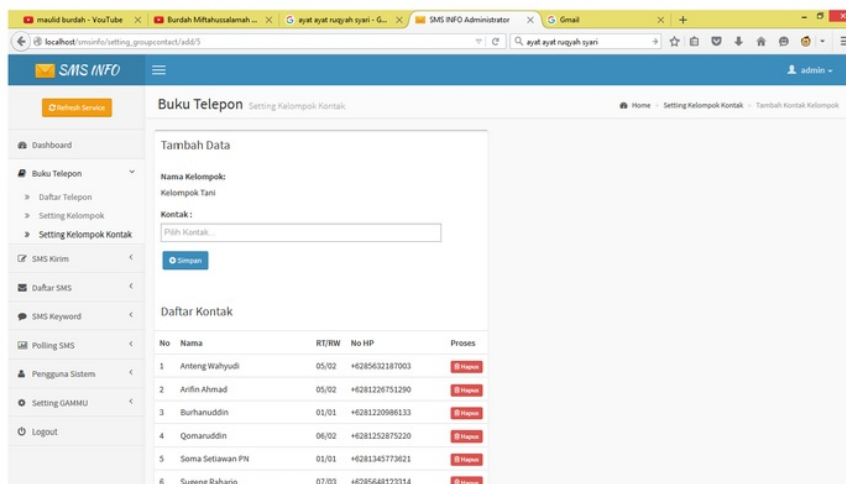 maulid burdah - YouTube
Burdah Miftahussalamah ...
ayat ayat ruqyah syari - G...
SMS INFO Administrator
Gmail
localhost/smsinfo/setting_groupcontact/add/5
ayat ayat ruqyah syari
SMS INFO
admin
Refresh Service
Buku Telepon Setting Kelompok Kontak
Home > Setting Kelompok Kontak > Tambah Kontak Kelompok
Dashboard
Buku Telepon
Daftar Telepon
Setting Kelompok
Setting Kelompok Kontak
SMS Kirim
Daftar SMS
SMS Keyword
Polling SMS
Pengguna Sistem
Setting GAMMU
Logout
Tambah Data
Nama Kelompok:
Kelompok Tani
Kontak :
Pilih Kontak...
Simpan
Daftar Kontak
No Nama RT/RW No HP Proses
1 Anteng Wahyudi 05/02 +6285632187003 Hapus
2 Arifin Ahmad 05/02 +6281226751290 Hapus
3 Burhanuddin 01/01 +6281220986133 Hapus
4 Qomaruddin 06/02 +6281252875220 Hapus
5 Soma Setiawan PN 01/01 +6281345773621 Hapus
6 Sugeng Raharjo 07/03 +6285648123314 Hapus